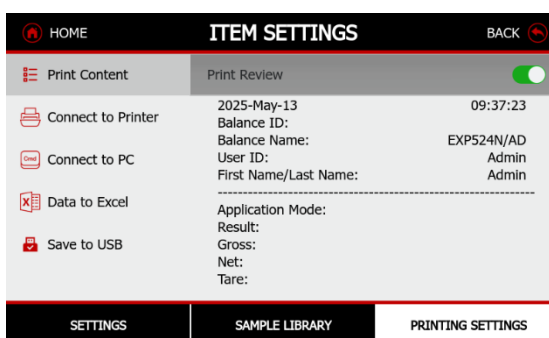 HOME
ITEM SETTINGS
BACK
Print Content
Print Review
2025-May-13 09:37:23
Balance ID:
Connect to Printer
Balance Name: EXP524N/AD
Cmd
Connect to PC
User ID: Admin
First Name/Last Name: Admin
Data to Excel
Application Mode:
Result:
Save to USB
Gross:
Net:
Tare:
SETTINGS
SAMPLE LIBRARY
PRINTING SETTINGS